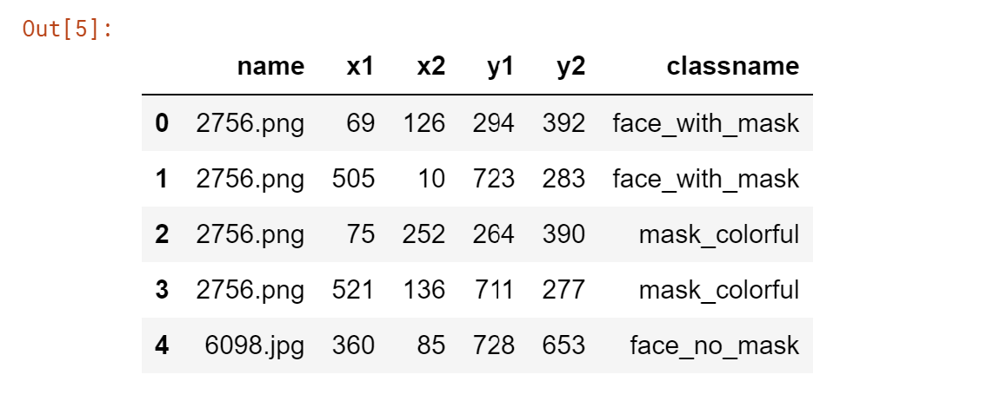 Out[5]:
name x1 x2 y1 y2 classname
0 2756.png 69 126 294 392 face_with_mask
1 2756.png 505 10 723 283 face_with_mask
2 2756.png 75 252 264 390 mask_colorful
3 2756.png 521 136 711 277 mask_colorful
4 6098.jpg 360 85 728 653 face_no_mask